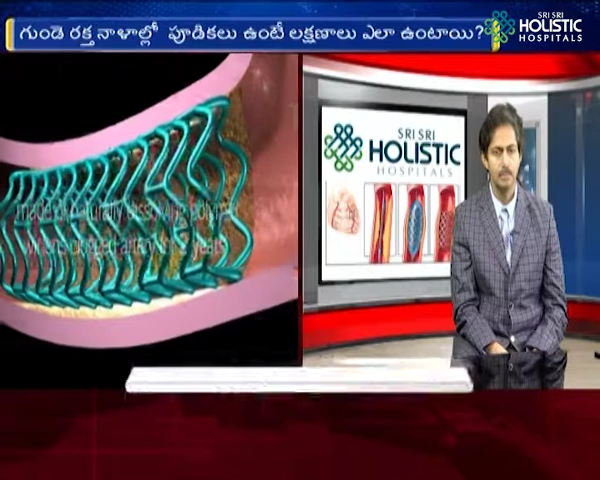 గుండె రక్త నాళాల్లో పూడికలు ఉంటే లక్షణాలు ఎలా ఉంటాయి?
SRI SRI
HOLISTIC
HOSPITALS
SRI SRI
HOLISTIC
HOSPITALS
made of naturally dissolving polymer